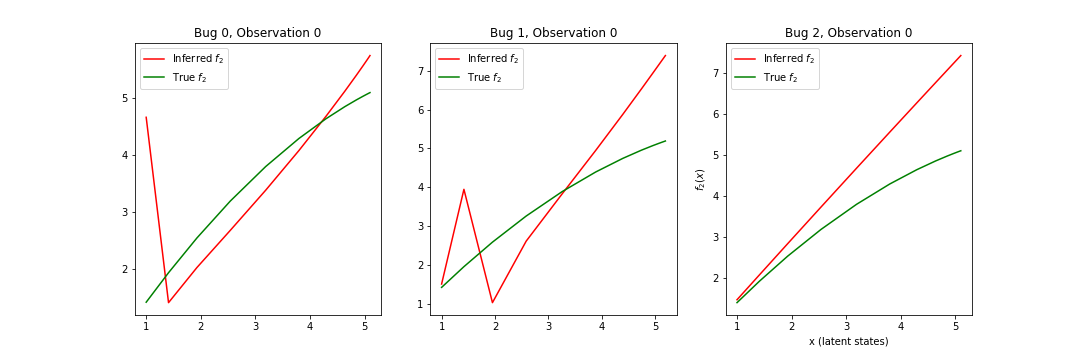 Bug 0, Observation 0
Inferred f₂
True f₂
5
4
3
2
1 2 3 4 5
Bug 1, Observation 0
Inferred f₂
True f₂
7
6
5
4
3
2
1
1 2 3 4 5
Bug 2, Observation 0
Inferred f₂
True f₂
f₂(x)
7
6
5
4
3
2
1 2 3 4 5
x (latent states)